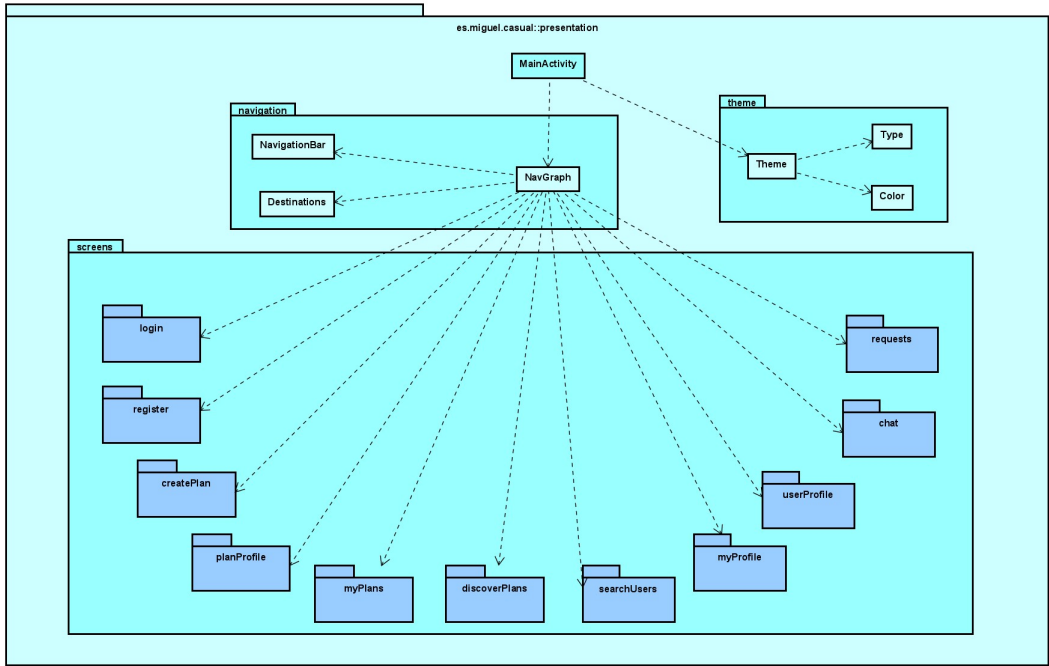 es.miguel.casual::presentation
MainActivity
navigation
theme
NavigationBar
Type
NavGraph
Theme
Destinations
Color
screens
login
requests
register
chat
createPlan
userProfile
planProfile
myProfile
myPlans
discoverPlans
searchUsers